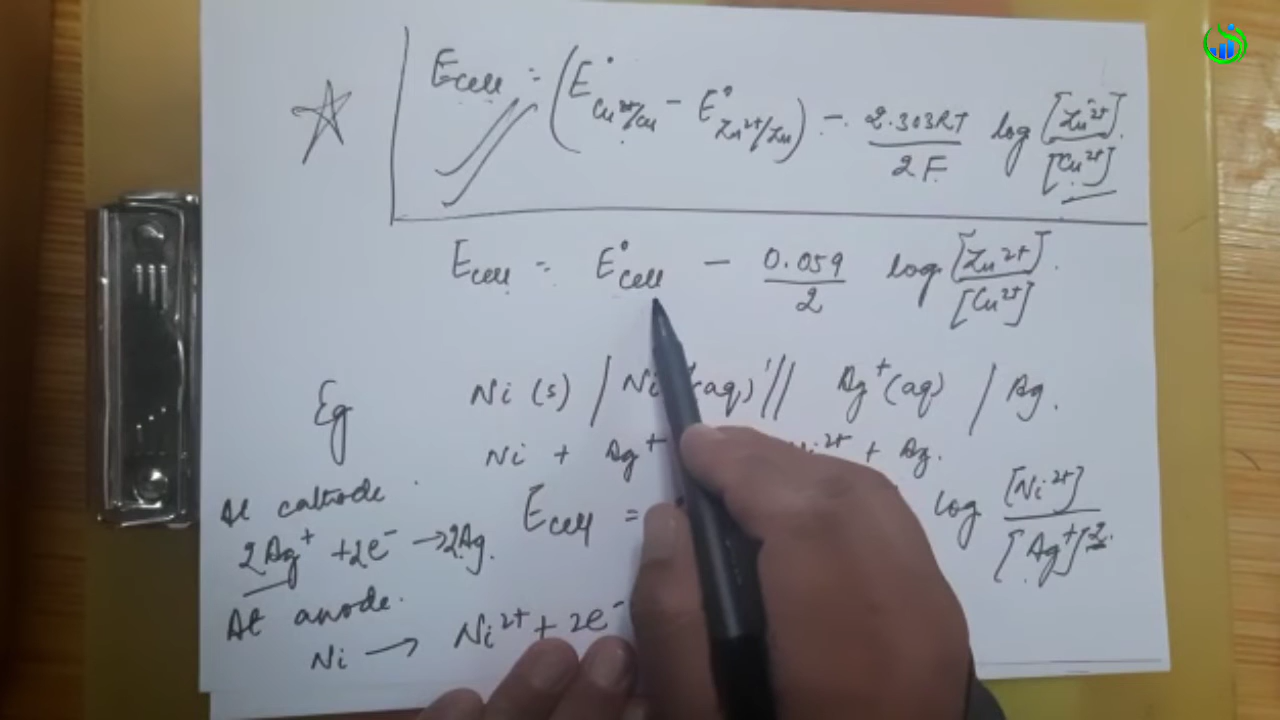 Ecell = (E°Cu²⁺/Cu - E°Zn²⁺/Zn) - 2.303RT/2F log [Zn²⁺]/[Cu²⁺]
Ecell = E°cell - 0.059/2 log [Zn²⁺]/[Cu²⁺]
Eg Ni (s) / Ni (aq) // Ag⁺(aq) / Ag.
Ni + Ag⁺ Ni²⁺ + Ag.
Ecell = log [Ni²⁺]/[Ag⁺]²
At cathode
2Ag⁺ + 2e⁻ → 2Ag.
At anode.
Ni → Ni²⁺ + 2e⁻